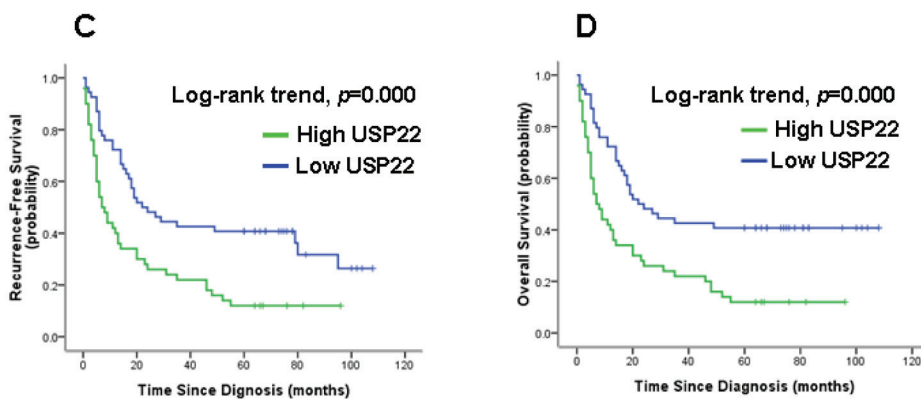 C
Log-rank trend, p=0.000
High USP22
Low USP22
Recurrence-Free Survival
(probability)
1.0
0.8
0.6
0.4
0.2
0.0
0 20 40 60 80 100 120
Time Since Dignosis (months)
D
Log-rank trend, p=0.000
High USP22
Low USP22
Overall Survival (probability)
1.0
0.8
0.6
0.4
0.2
0.0
0 20 40 60 80 100 120
Time Since Diagnosis (months)